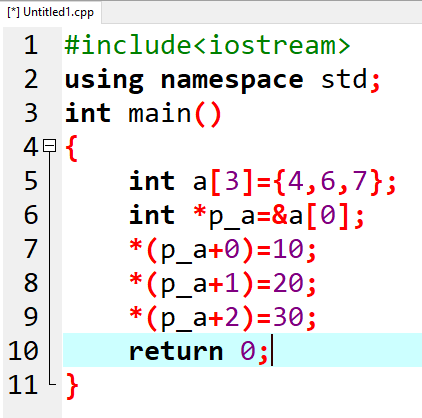 [*] Untitled1.cpp
1 #include<iostream>
2 using namespace std;
3 int main()
4 {
5 int a[3]={4,6,7};
6 int *p_a=&a[0];
7 *(p_a+0)=10;
8 *(p_a+1)=20;
9 *(p_a+2)=30;
10 return 0;
11 }